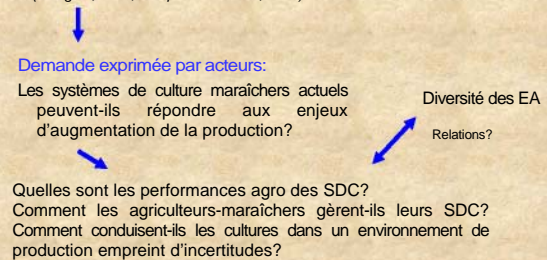 Demande exprimée par acteurs:
Les systèmes de culture maraîchers actuels
peuvent-ils répondre aux enjeux
d'augmentation de la production?
Diversité des EA
Relations?
Quelles sont les performances agro des SDC?
Comment les agriculteurs-maraîchers gèrent-ils leurs SDC?
Comment conduisent-ils les cultures dans un environnement de
production empreint d'incertitudes?